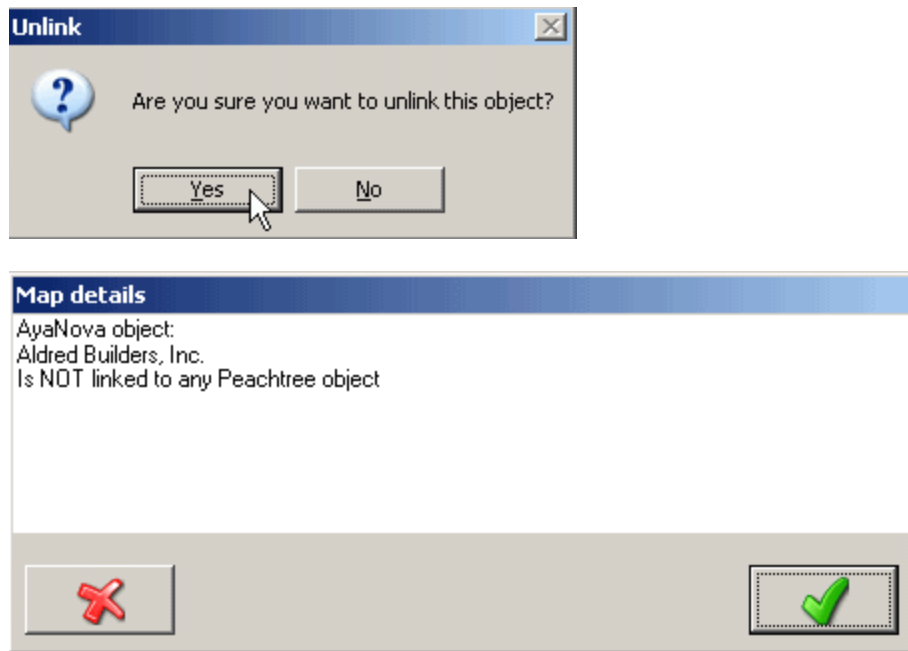 Unlink
Are you sure you want to unlink this object?
Yes No
Map details
AyaNova object:
Aldred Builders, Inc.
Is NOT linked to any Peachtree object